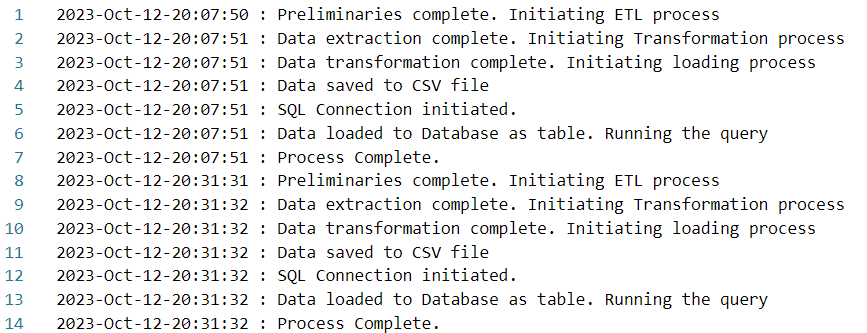 1 2023-Oct-12-20:07:50 : Preliminaries complete. Initiating ETL process
2 2023-Oct-12-20:07:51 : Data extraction complete. Initiating Transformation process
3 2023-Oct-12-20:07:51 : Data transformation complete. Initiating loading process
4 2023-Oct-12-20:07:51 : Data saved to CSV file
5 2023-Oct-12-20:07:51 : SQL Connection initiated.
6 2023-Oct-12-20:07:51 : Data loaded to Database as table. Running the query
7 2023-Oct-12-20:07:51 : Process Complete.
8 2023-Oct-12-20:31:31 : Preliminaries complete. Initiating ETL process
9 2023-Oct-12-20:31:32 : Data extraction complete. Initiating Transformation process
10 2023-Oct-12-20:31:32 : Data transformation complete. Initiating loading process
11 2023-Oct-12-20:31:32 : Data saved to CSV file
12 2023-Oct-12-20:31:32 : SQL Connection initiated.
13 2023-Oct-12-20:31:32 : Data loaded to Database as table. Running the query
14 2023-Oct-12-20:31:32 : Process Complete.